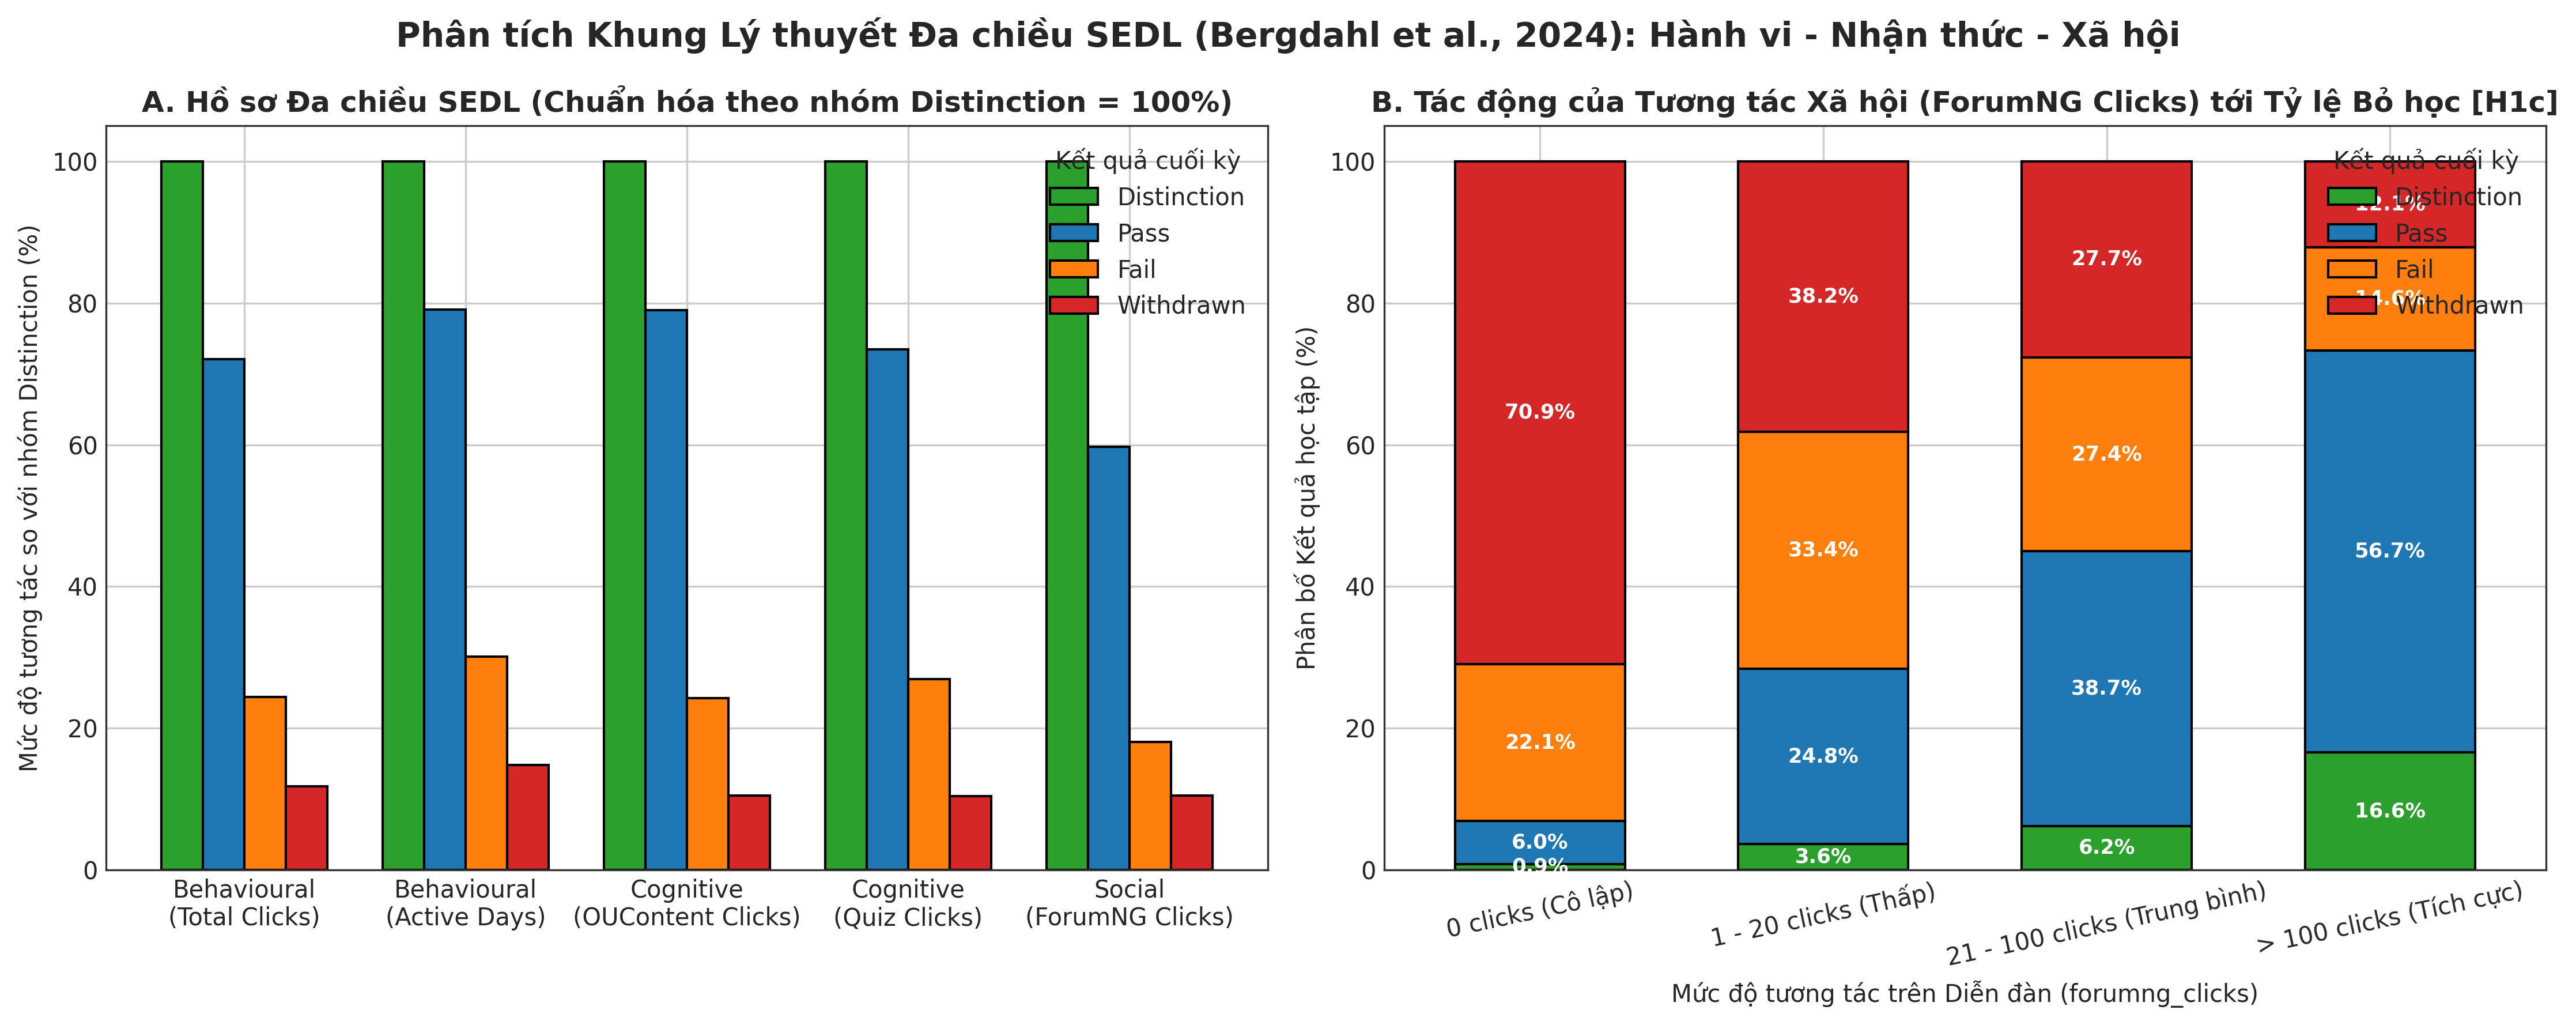 Phân tích Khung Lý thuyết Đa chiều SEDL (Bergdahl et al., 2024): Hành vi - Nhận thức - Xã hội
A. Hồ sơ Đa chiều SEDL (Chuẩn hóa theo nhóm Distinction = 100%)
Mức độ tương tác so với nhóm Distinction (%)
100
80
60
40
20
0
Kết quả cuối kỳ
Distinction
Pass
Fail
Withdrawn
Behavioural
(Total Clicks)
Behavioural
(Active Days)
Cognitive
(OUContent Clicks)
Cognitive
(Quiz Clicks)
Social
(ForumNG Clicks)
B. Tác động của Tương tác Xã hội (ForumNG Clicks) tới Tỷ lệ Bỏ học [H1c]
Phân bố Kết quả học tập (%)
100
80
60
40
20
0
Kết quả cuối kỳ
Distinction
Pass
Fail
Withdrawn
70.9%
22.1%
6.0%
0.9%
38.2%
33.4%
24.8%
3.6%
27.7%
27.4%
38.7%
6.2%
12.1%
14.6%
56.7%
16.6%
0 clicks (Cô lập)
1 - 20 clicks (Thấp)
21 - 100 clicks (Trung bình)
> 100 clicks (Tích cực)
Mức độ tương tác trên Diễn đàn (forumng_clicks)